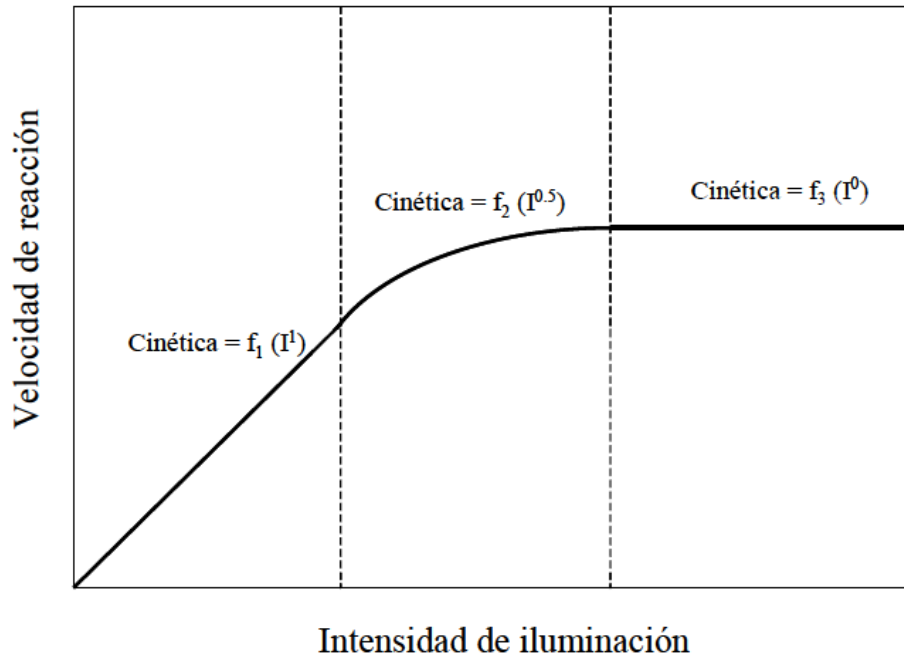 Velocidad de reacción
Cinética = f₁ (I¹)
Cinética = f₂ (I⁰·⁵)
Cinética = f₃ (I⁰)
Intensidad de iluminación